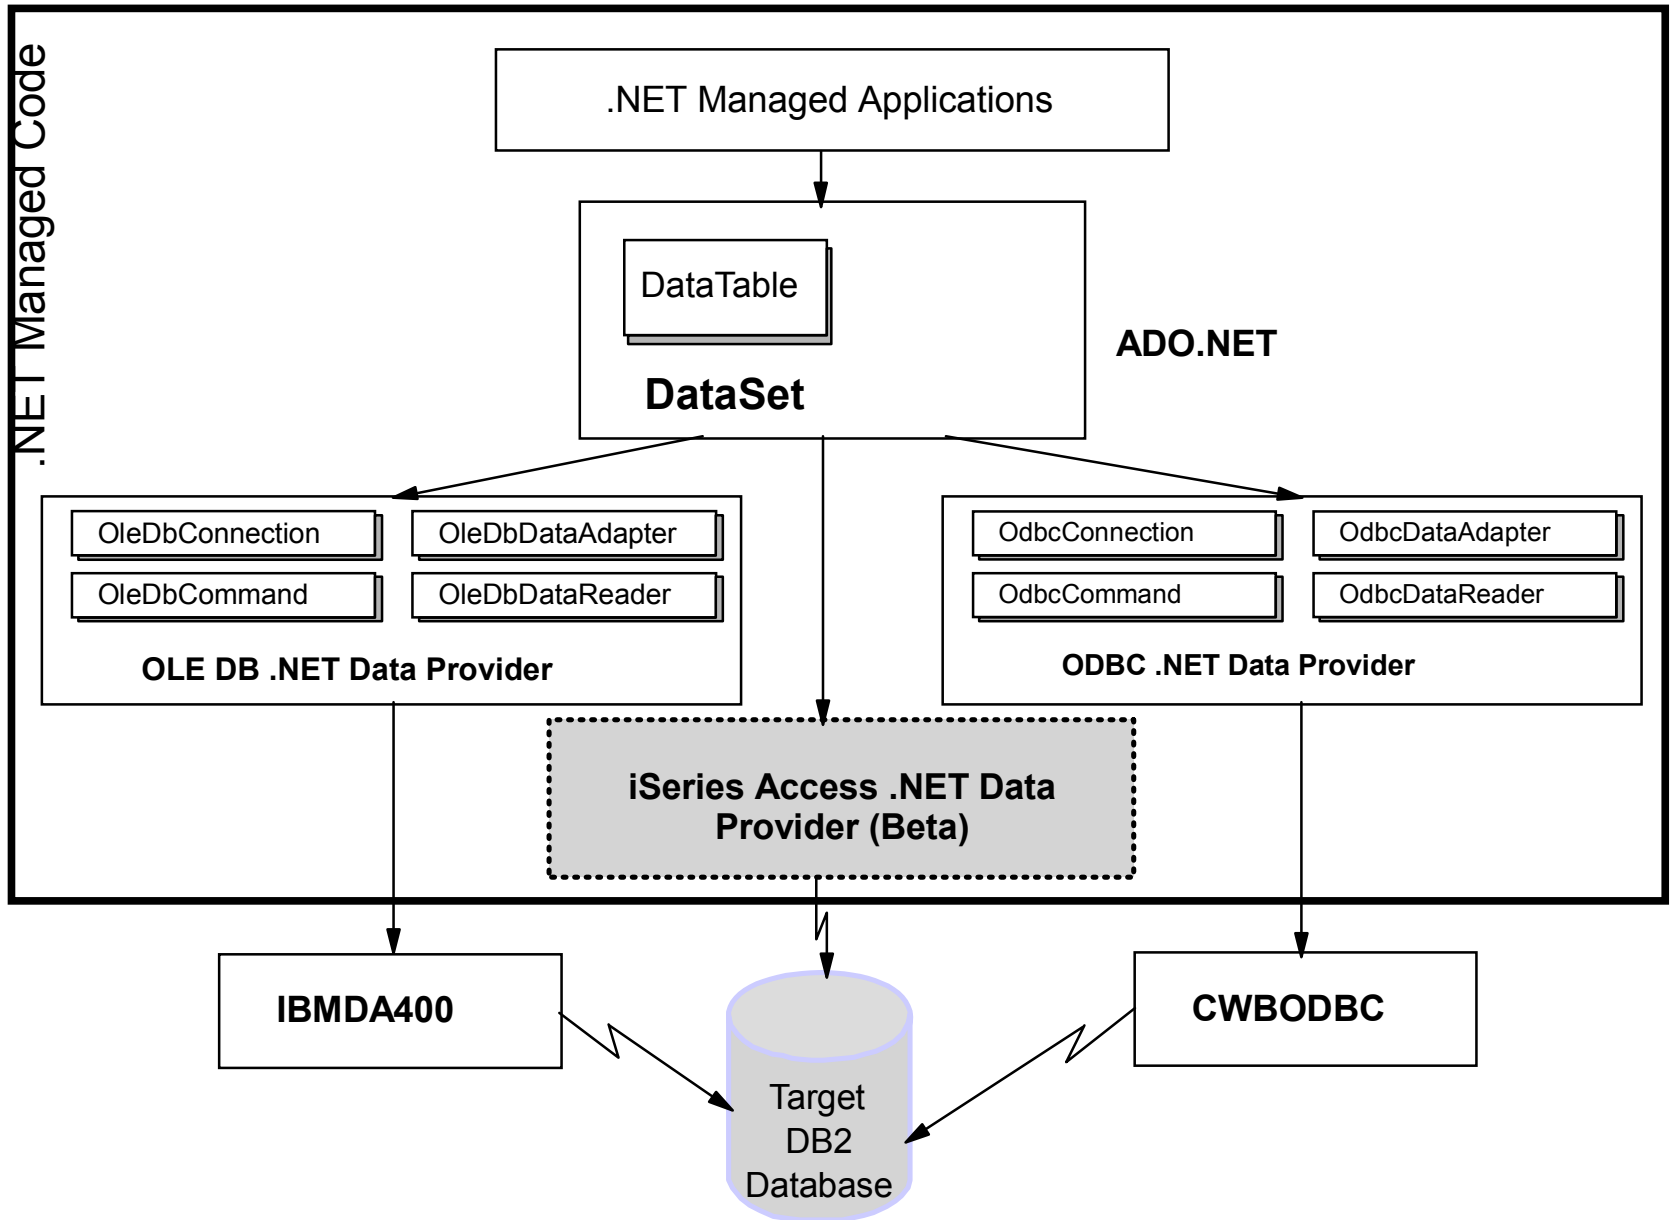 .NET Managed Code
.NET Managed Applications
DataTable
DataSet
ADO.NET
OleDbConnection
OleDbDataAdapter
OleDbCommand
OleDbDataReader
OLE DB .NET Data Provider
OdbcConnection
OdbcDataAdapter
OdbcCommand
OdbcDataReader
ODBC .NET Data Provider
iSeries Access .NET Data
Provider (Beta)
IBMDA400
CWBODBC
Target
DB2
Database